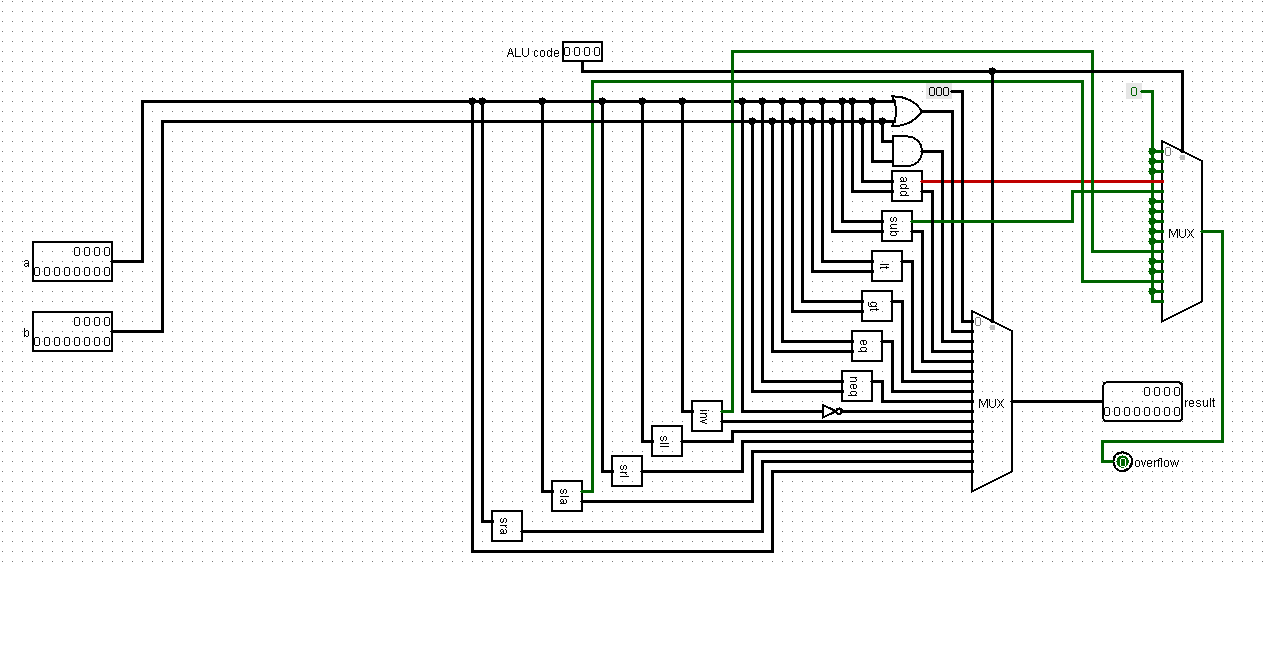 ALU code 0000
000
0
0
add
sub
MUX
lt
a 0000
00000000
gt
0
b 0000
00000000
eq
neq
MUX
0000
00000000 result
inv
sll
srl
0 overflow
sla
sra